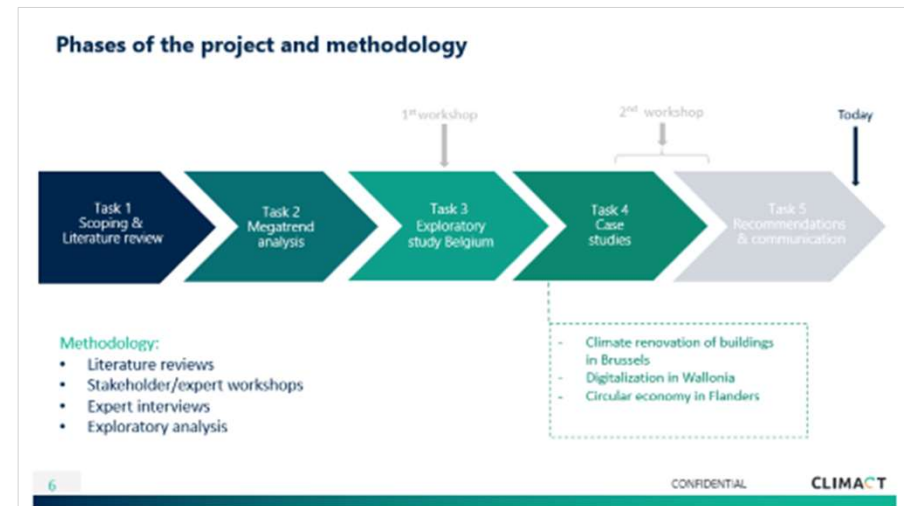 Phases of the project and methodology
1st workshop
2nd workshop
Today
Task 1
Scoping &
Literature review
Task 2
Megatrend
analysis
Task 3
Exploratory
study Belgium
Task 4
Case
studies
Task 5
Recommendations
& communication
Methodology:
• Literature reviews
• Stakeholder/expert workshops
• Expert interviews
• Exploratory analysis
- Climate renovation of buildings
in Brussels
- Digitalization in Wallonia
- Circular economy in Flanders
6
CONFIDENTIAL
CLIMACT